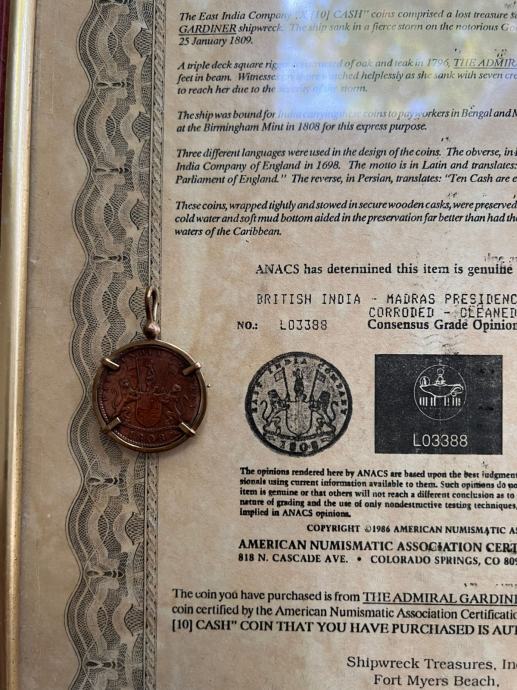 The East India Company "X [10] CASH" coins comprised a lost treasure
GARDINER shipwreck. The ship sank in a fierce storm on the notorious
25 January 1809.
A triple deck square of oak and teak in 1796, THE
feet in beam. helplessly as she sank with seven
to reach her due to the of the storm.
The ship was bound for India carrying these coins to pay workers in Bengal and
at the Birmingham Mint in 1808 for this express purpose.
Three different languages were used in the design of the coins. The obverse, in
India Company of England in 1698. The motto is in Latin and translates:
Parliament of England." The reverse, in Persian, translates: "Ten Cash are
These coins, wrapped tightly and stowed in secure wooden casks, were preserved
cold water and soft mud bottom aided in the preservation far better than had
waters of the Caribbean.
ANACS has determined this item is genuine
BRITISH INDIA - MADRAS PRESIDENC
CORRODED - CLEANED
NO.: L03388 Consensus Grade Opinion
EAST INDIA COMPANY
1808
L03388
1808
The opinions rendered here by ANACS are based upon the best judgment
sionals using current information available to them. Such opinions do
item is genuine or that others will not reach a different conclusion as to
nature of grading and the use of only nondestructive testing techniques,
implied in ANACS opinions.
COPYRIGHT ©1986 AMERICAN NUMISMATIC
AMERICAN NUMISMATIC ASSOCIATION CERT
818 N. CASCADE AVE. • COLORADO SPRINGS, CO
The coin you have purchased is from THE ADMIRAL GARDIN
coin certified by the American Numismatic Association Certification
[10] CASH" COIN THAT YOU HAVE PURCHASED IS
Shipwreck Treasures,
Fort Myers Beach,